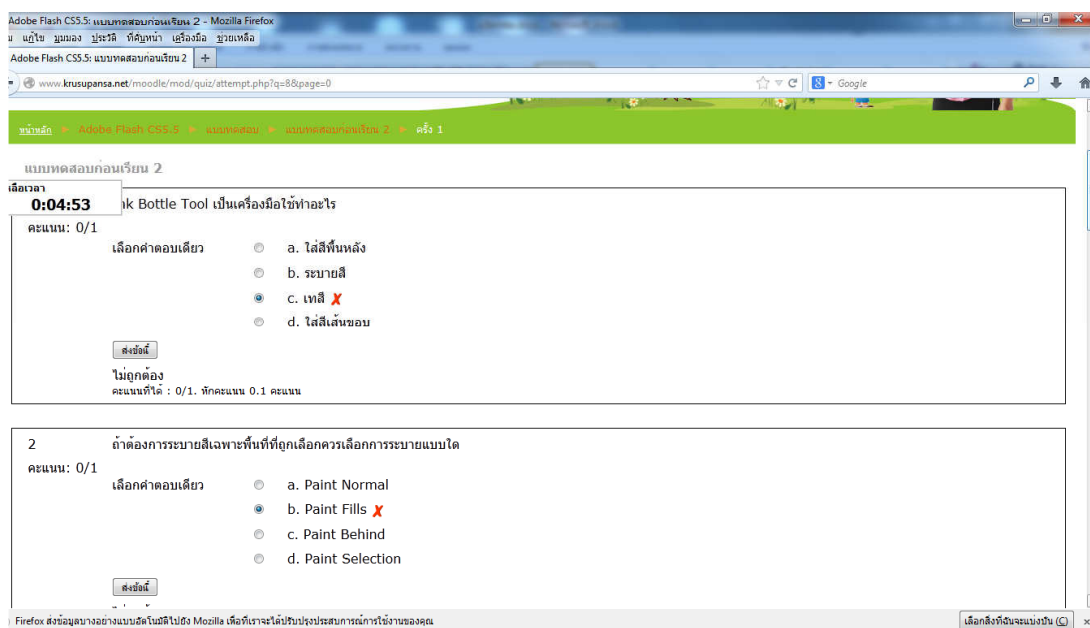 Adobe Flash CS5.5: แบบทดสอบก่อนเรียน 2 - Mozilla Firefox
แก้ไข มุมมอง ประวัติ ที่คั่นหน้า เครื่องมือ ช่วยเหลือ
Adobe Flash CS5.5: แบบทดสอบก่อนเรียน 2
www.krusupansa.net/moodle/mod/quiz/attempt.php?q=8&page=0
Google
หน้าหลัก ► Adobe Flash CS5.5 ► แบบทดสอบ ► แบบทดสอบก่อนเรียน 2 ► ครั้ง 1
แบบทดสอบก่อนเรียน 2
0:04:53
nk Bottle Tool เป็นเครื่องมือใช้ทำอะไร
คะแนน: 0/1
เลือกคำตอบเดียว
a. ใส่สีพื้นหลัง
b. ระบายสี
c. เทสี ✗
d. ใส่สีเส้นขอบ
ส่งข้อนี้
ไม่ถูกต้อง
คะแนนที่ได้ : 0/1. หักคะแนน 0.1 คะแนน
2 ถ้าต้องการระบายสีเฉพาะพื้นที่ที่ถูกเลือกควรเลือกการระบายแบบใด
คะแนน: 0/1
เลือกคำตอบเดียว
a. Paint Normal
b. Paint Fills ✗
c. Paint Behind
d. Paint Selection
ส่งข้อนี้
Firefox ส่งข้อมูลบางอย่างแบบอัตโนมัติไปยัง Mozilla เพื่อที่เราจะได้ปรับปรุงประสบการณ์การใช้งานของคุณ
เลือกสิ่งที่ฉันจะแบ่งปัน (C)